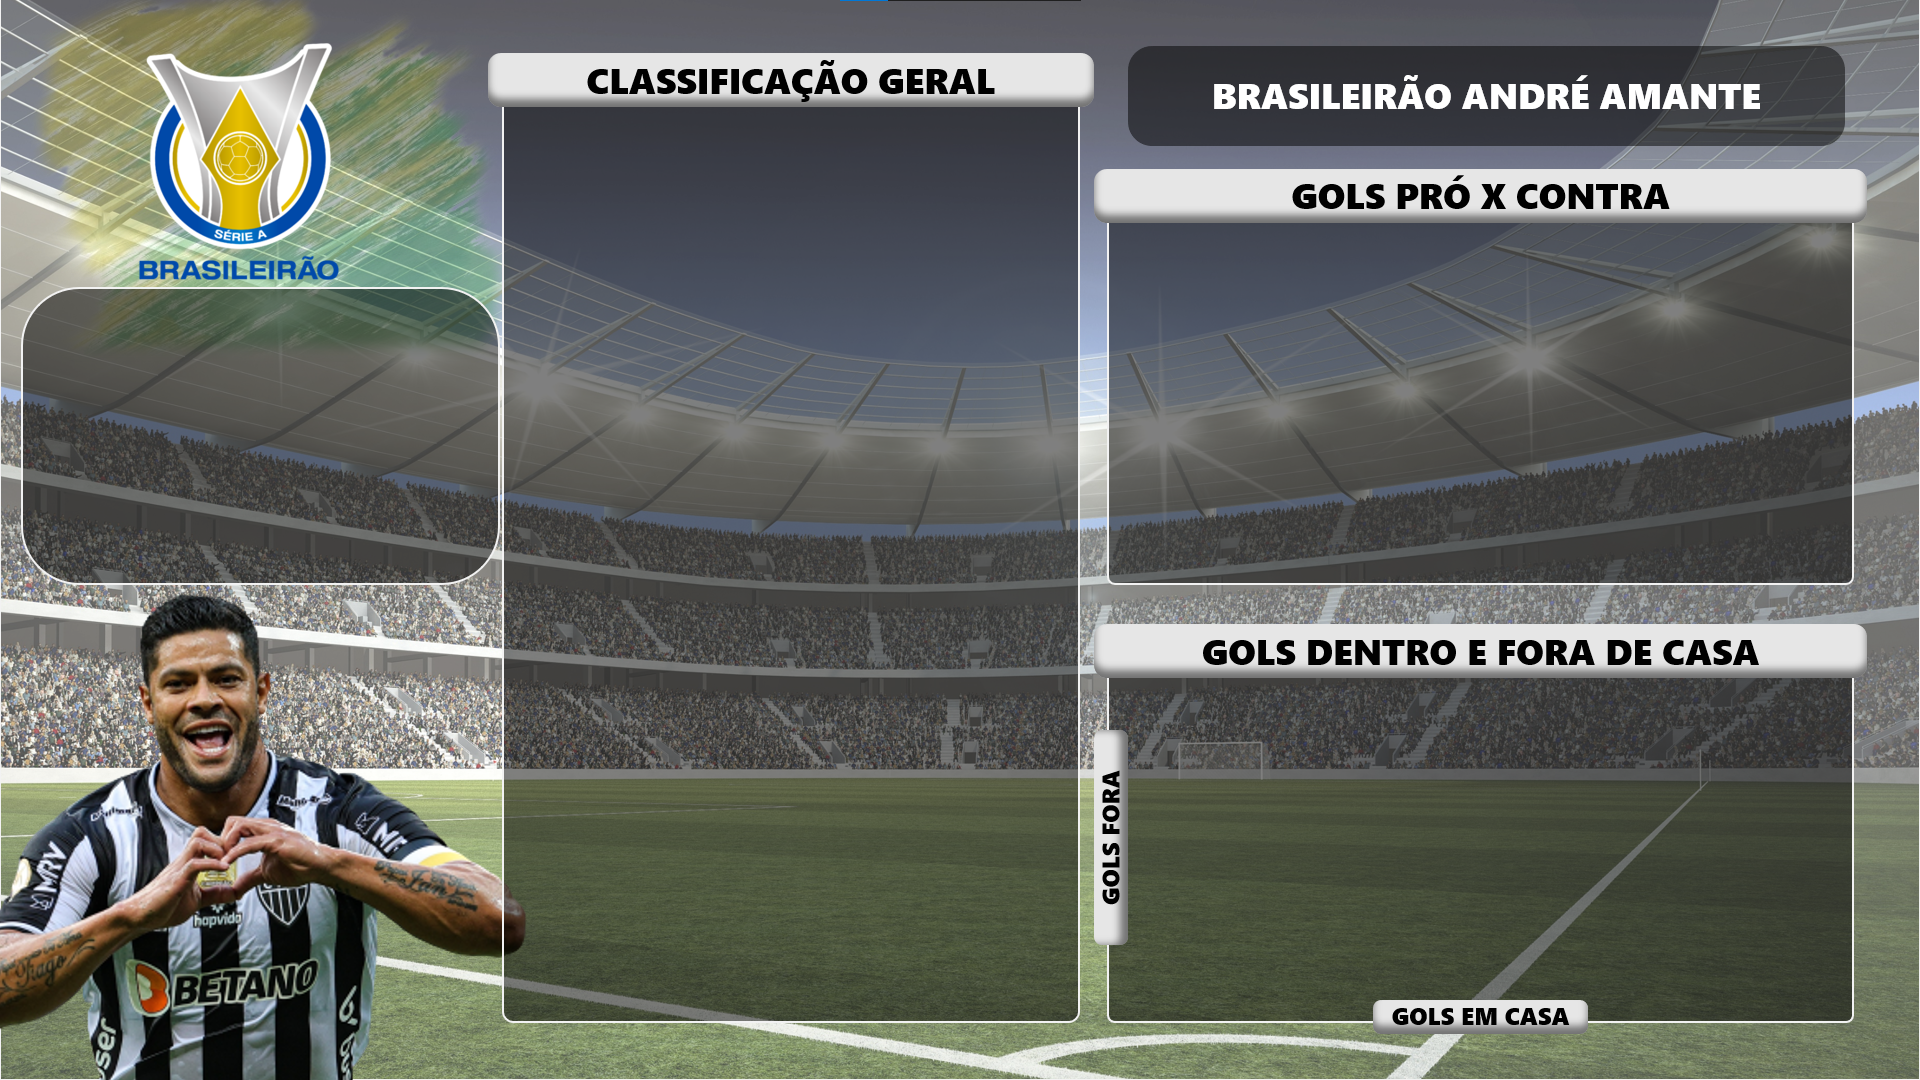 SÉRIE A
BRASILEIRÃO
CLASSIFICAÇÃO GERAL
BRASILEIRÃO ANDRÉ AMANTE
GOLS PRÓ X CONTRA
GOLS DENTRO E FORA DE CASA
GOLS FORA
GOLS EM CASA
MRV
hapvida
BETANO